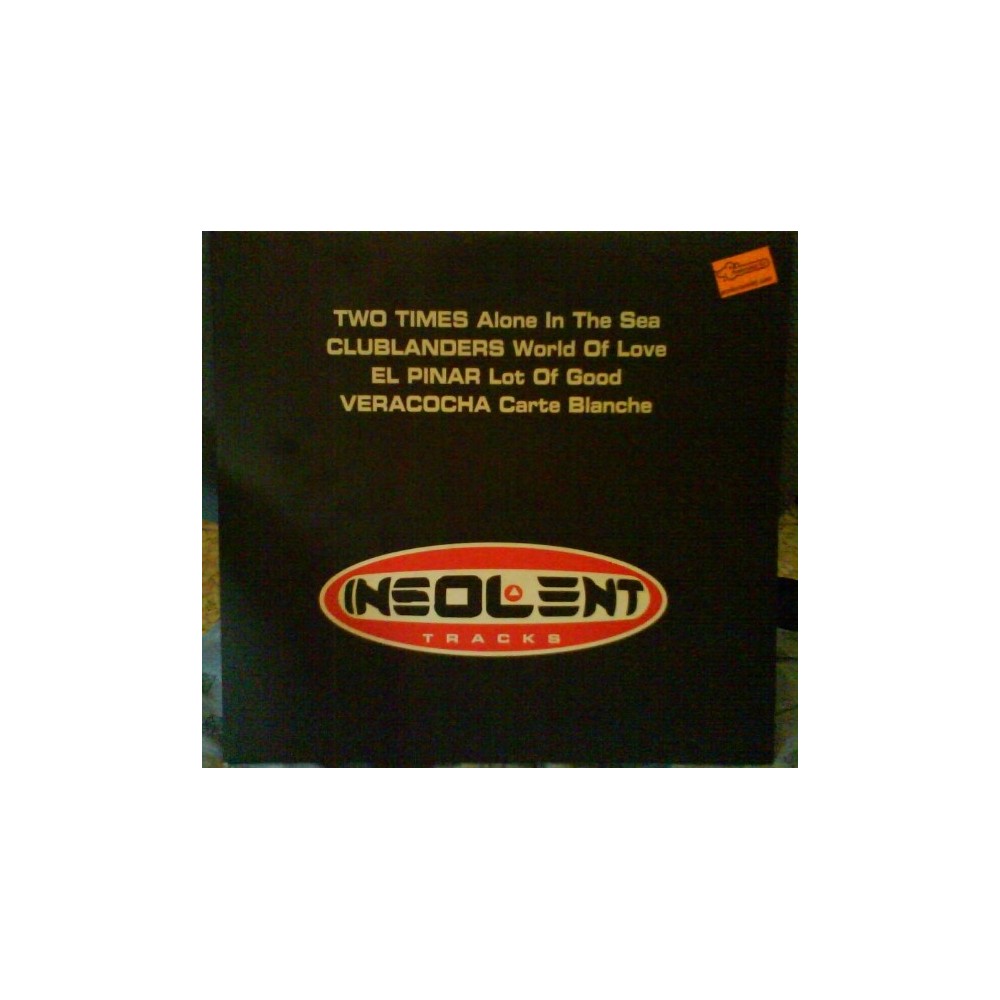 TWO TIMES Alone In The Sea
CLUBLANDERS World Of Love
EL PINAR Lot Of Good
VERACOCHA Carte Blanche
INSOLENT
TRACKS